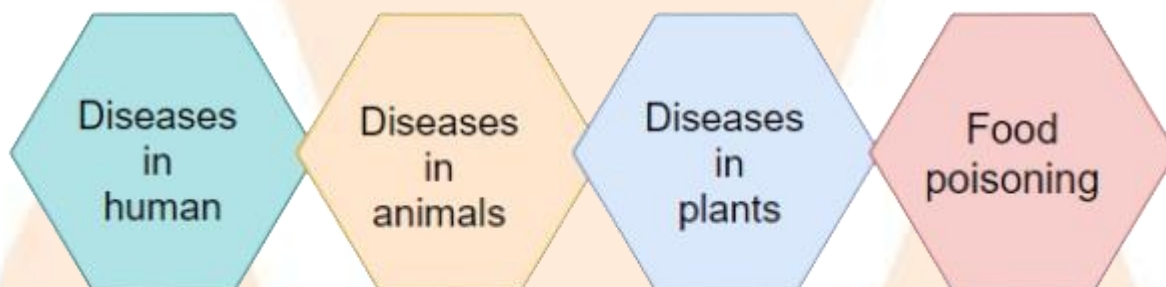 Diseases
in
human
Diseases
in
animals
Diseases
in
plants
Food
poisoning